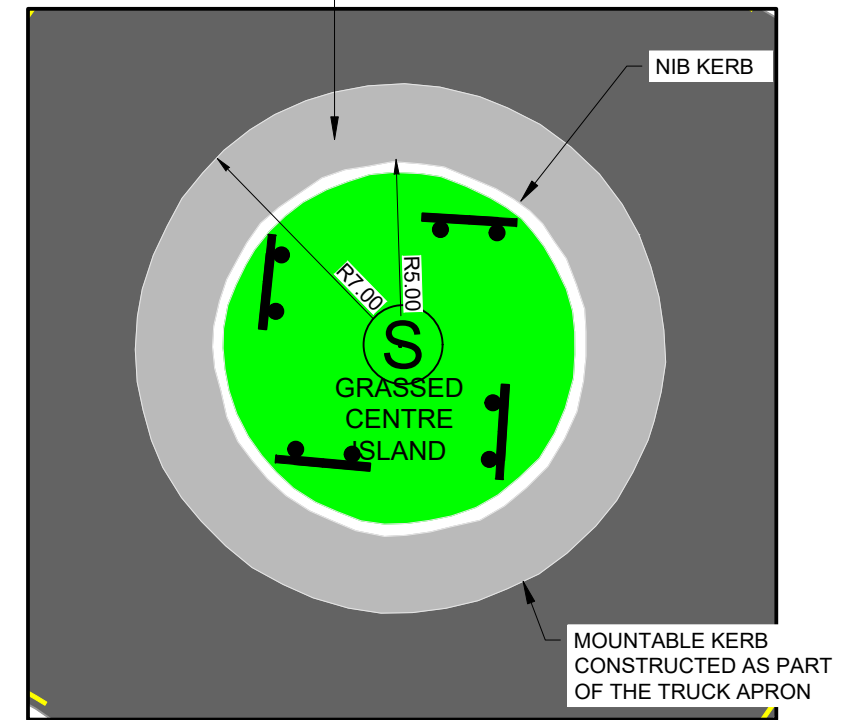 NIB KERB
R7.00
R5.00
S
GRASSED
CENTRE
ISLAND
MOUNTABLE KERB
CONSTRUCTED AS PART
OF THE TRUCK APRON